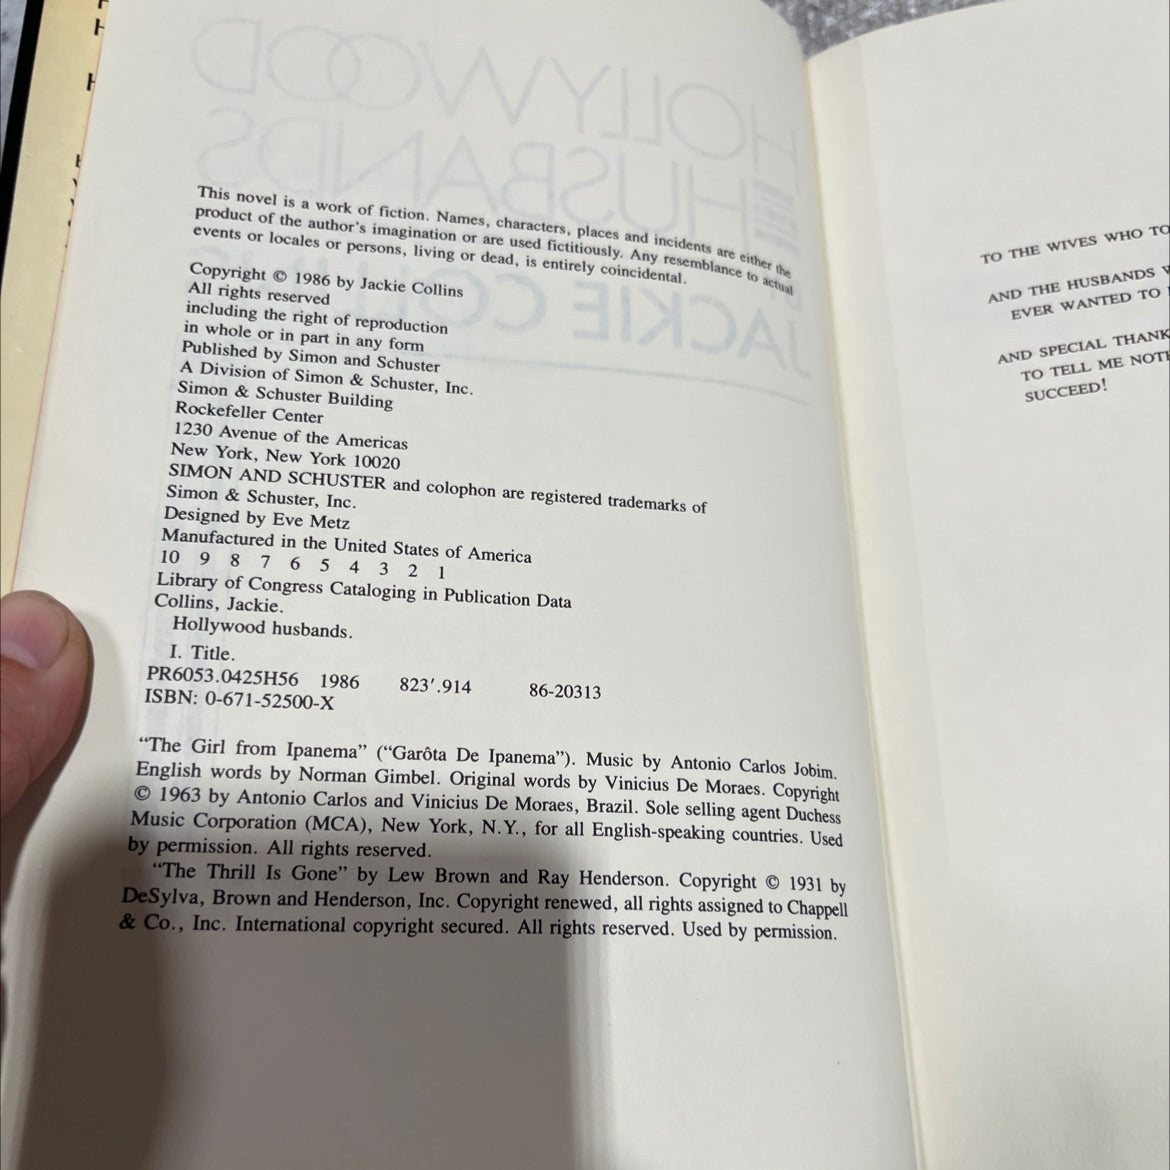 This novel is a work of fiction. Names, characters, places and incidents are either the
product of the author's imagination or are used fictitiously. Any resemblance to actual
events or locales or persons, living or dead, is entirely coincidental.
Copyright © 1986 by Jackie Collins
All rights reserved
including the right of reproduction
in whole or in part in any form
Published by Simon and Schuster
A Division of Simon & Schuster, Inc.
Simon & Schuster Building
Rockefeller Center
1230 Avenue of the Americas
New York, New York 10020
SIMON AND SCHUSTER and colophon are registered trademarks of
Simon & Schuster, Inc.
Designed by Eve Metz
Manufactured in the United States of America
10 9 8 7 6 5 4 3 2 1
Library of Congress Cataloging in Publication Data
Collins, Jackie.
Hollywood husbands.
I. Title.
PR6053.0425H56 1986 823′.914 86-20313
ISBN: 0-671-52500-X
“The Girl from Ipanema” (“Garôta De Ipanema”). Music by Antonio Carlos Jobim.
English words by Norman Gimbel. Original words by Vinicius De Moraes. Copyright
© 1963 by Antonio Carlos and Vinicius De Moraes, Brazil. Sole selling agent Duchess
Music Corporation (MCA), New York, N.Y., for all English-speaking countries. Used
by permission. All rights reserved.
“The Thrill Is Gone” by Lew Brown and Ray Henderson. Copyright © 1931 by
DeSylva, Brown and Henderson, Inc. Copyright renewed, all rights assigned to Chappell
& Co., Inc. International copyright secured. All rights reserved. Used by permission.
TO THE WIVES WHO
AND THE HUSBANDS
EVER WANTED TO
AND SPECIAL
TO TELL ME
SUCCEED!